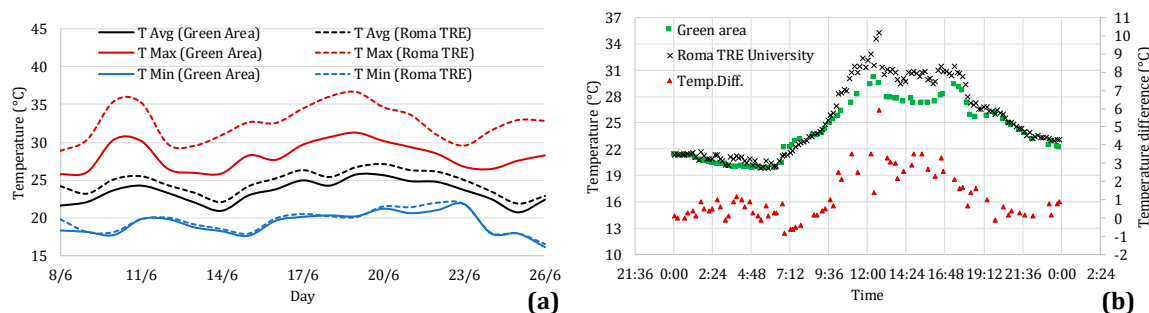 T Avg (Green Area) T Avg (Roma TRE)
T Max (Green Area) T Max (Roma TRE)
T Min (Green Area) T Min (Roma TRE)
Temperature (°C)
45
40
35
30
25
20
15
8/6 11/6 14/6 17/6 20/6 23/6 26/6
Day
(a)
Green area
Roma TRE University
Temp.Diff.
Temperature (°C)
37
34
31
28
25
22
19
16
13
10
11
10
9
8
7
6
5
4
3
2
1
0
-1
-2
Temperature difference (°C)
21:36 0:00 2:24 4:48 7:12 9:36 12:00 14:24 16:48 19:12 21:36 0:00 2:24
Time
(b)